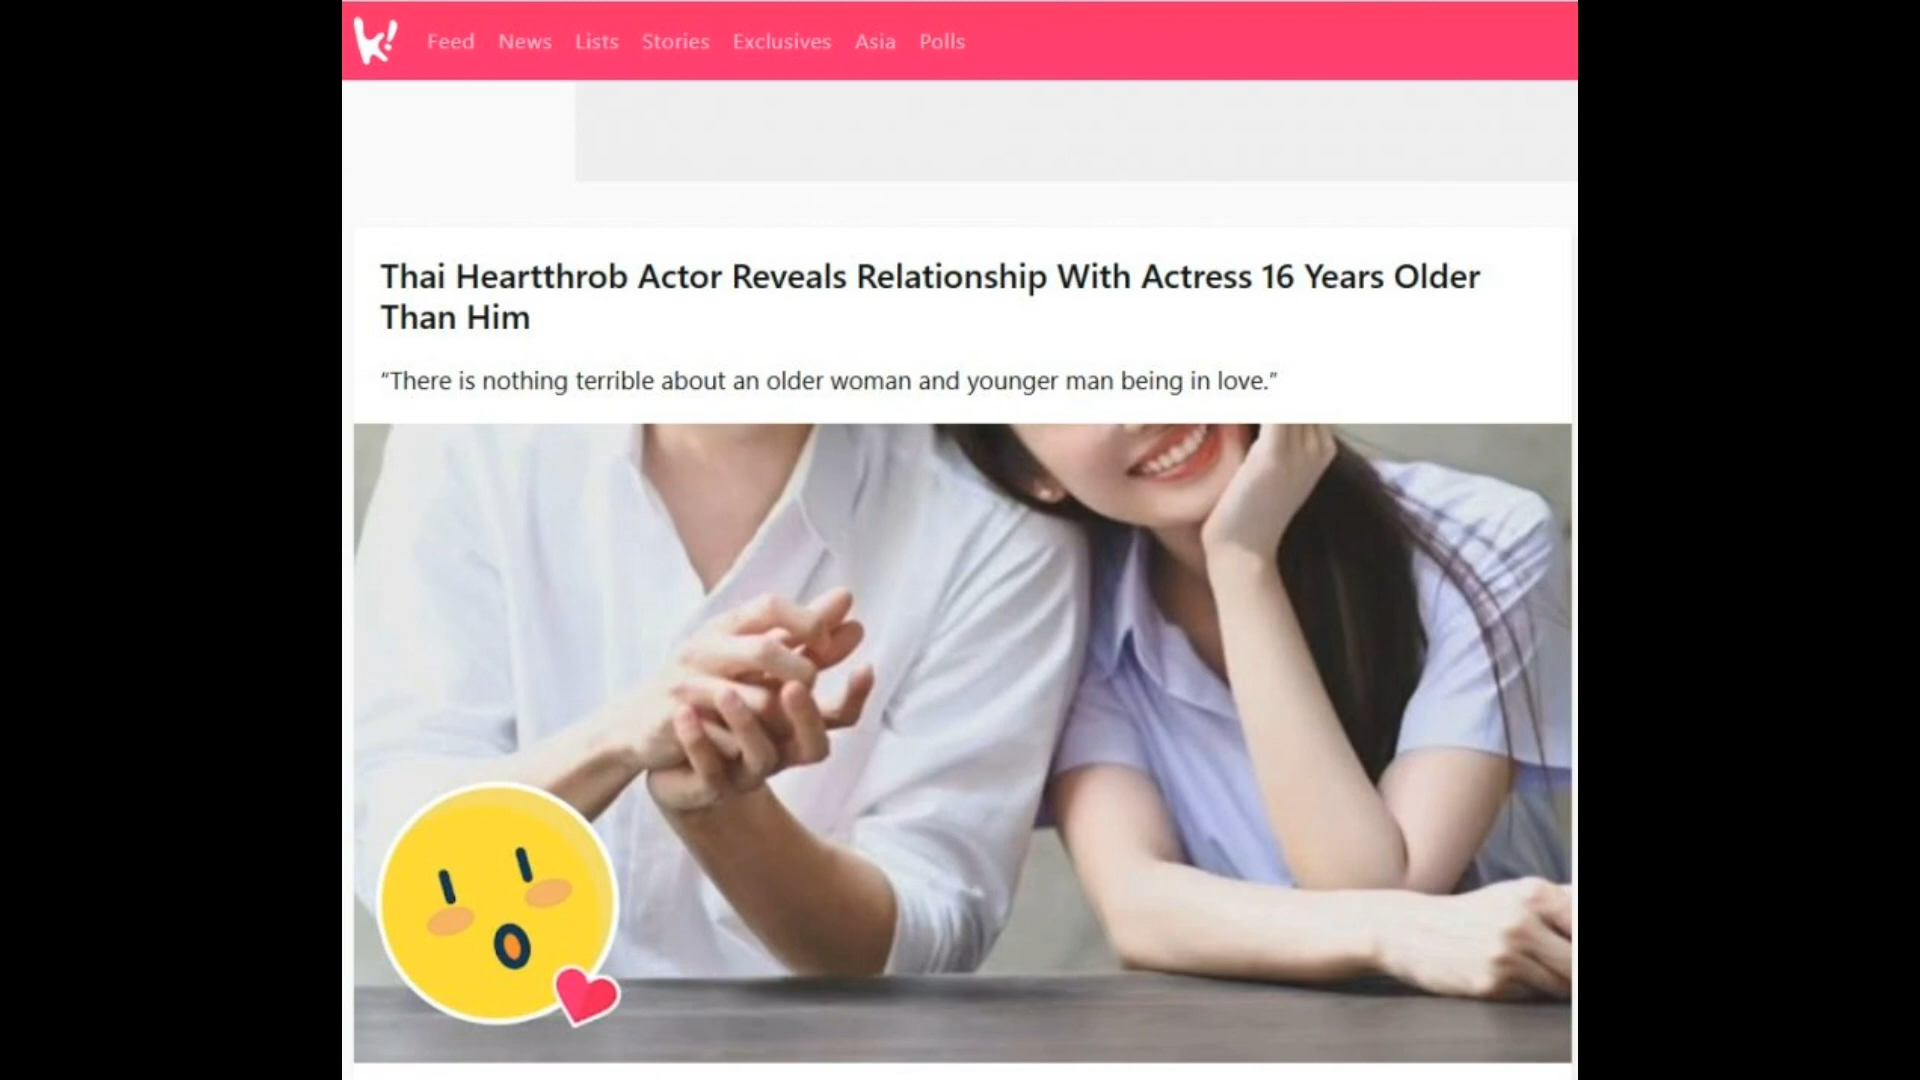 k!
Feed News Lists Stories Exclusives Asia Polls
Thai Heartthrob Actor Reveals Relationship With Actress 16 Years Older
Than Him
“There is nothing terrible about an older woman and younger man being in love.”